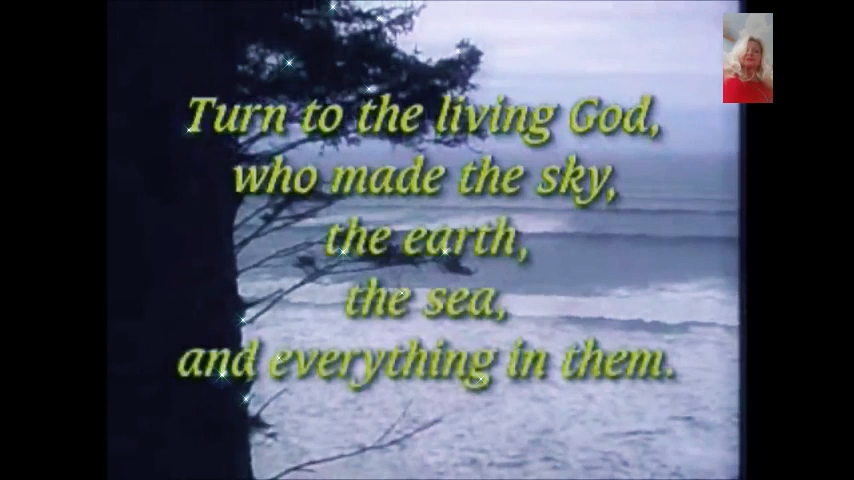 Turn to the living God,
who made the sky,
the earth,
the sea,
and everything in them.